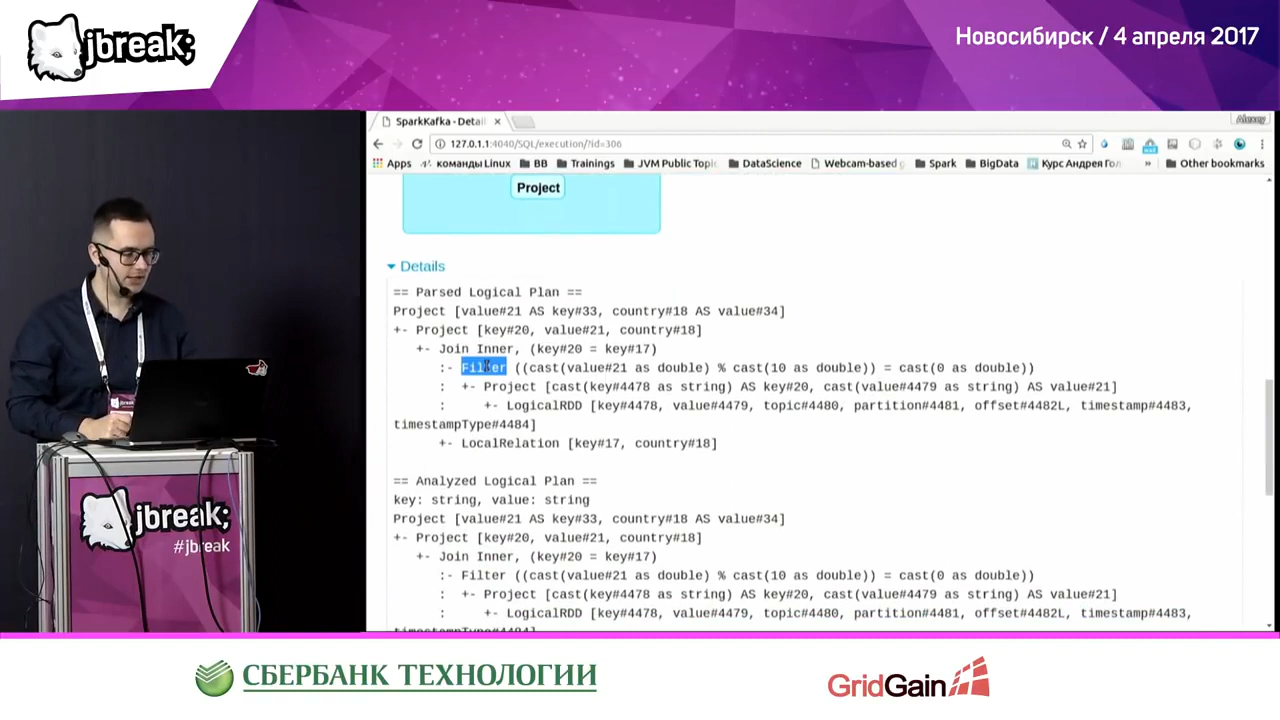 jbreak;
Новосибирск / 4 апреля 2017
SparkKafka - Detail
Alexey
127.0.1.1:4040/SQL/execution/?id=306
Apps команды Linux BB Trainings JVM Public Topic DataScience Webcam-based Spark BigData Курс Андрея Гол » Other bookmarks
Project
Details
== Parsed Logical Plan ==
Project [value#21 AS key#33, country#18 AS value#34]
+- Project [key#20, value#21, country#18]
+- Join Inner, (key#20 = key#17)
:- Filter ((cast(value#21 as double) % cast(10 as double)) = cast(0 as double))
: +- Project [cast(key#4478 as string) AS key#20, cast(value#4479 as string) AS value#21]
: +- LogicalRDD [key#4478, value#4479, topic#4480, partition#4481, offset#4482L, timestamp#4483,
timestampType#4484]
+- LocalRelation [key#17, country#18]
== Analyzed Logical Plan ==
key: string, value: string
Project [value#21 AS key#33, country#18 AS value#34]
+- Project [key#20, value#21, country#18]
+- Join Inner, (key#20 = key#17)
:- Filter ((cast(value#21 as double) % cast(10 as double)) = cast(0 as double))
: +- Project [cast(key#4478 as string) AS key#20, cast(value#4479 as string) AS value#21]
: +- LogicalRDD [key#4478, value#4479, topic#4480, partition#4481, offset#4482L, timestamp#4483,
timestampType#4484]
jbreak;
#jbreak
СБЕРБАНК ТЕХНОЛОГИИ
GridGain